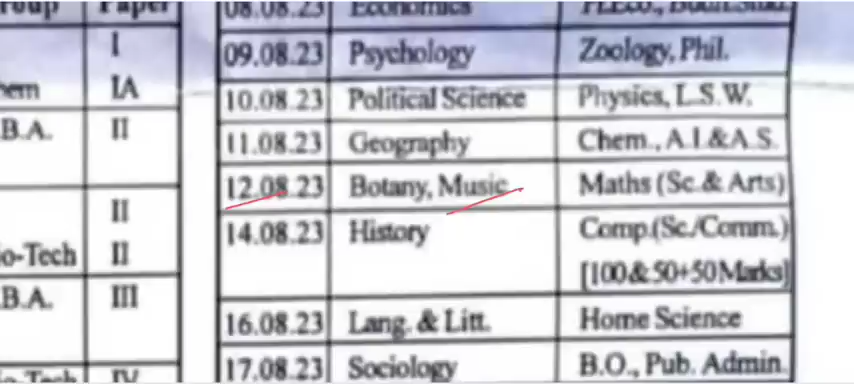 Paper
I
hem IA
B.A. II
II
io-Tech II
B.A. III
IV
08.08.23 Economics
09.08.23 Psychology Zoology, Phil.
10.08.23 Political Science Physics, L.S.W.
11.08.23 Geography Chem., A.I.&A.S.
12.08.23 Botany, Music Maths (Sc.& Arts)
14.08.23 History Comp.(Sc./Comm.)
[100&50+50Marks]
16.08.23 Lang. & Litt. Home Science
17.08.23 Sociology B.O., Pub. Admin.